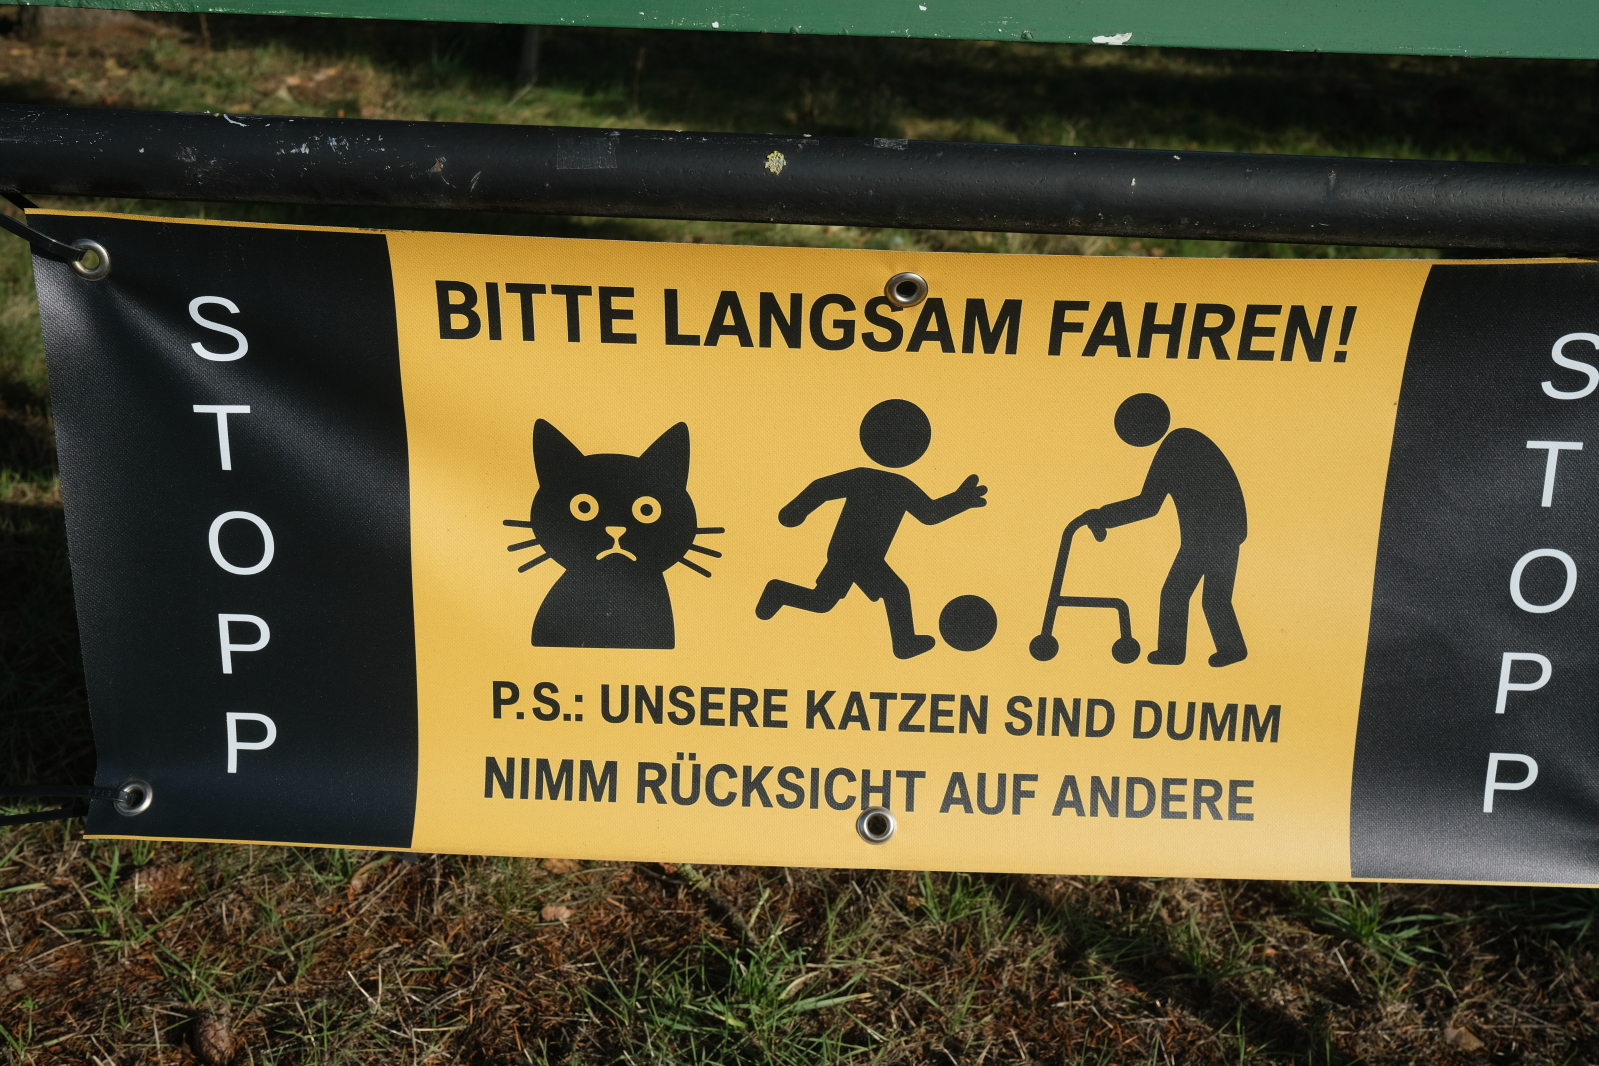 STOPP
BITTE LANGSAM FAHREN!
P.S.: UNSERE KATZEN SIND DUMM
NIMM RÜCKSICHT AUF ANDERE
STOPP